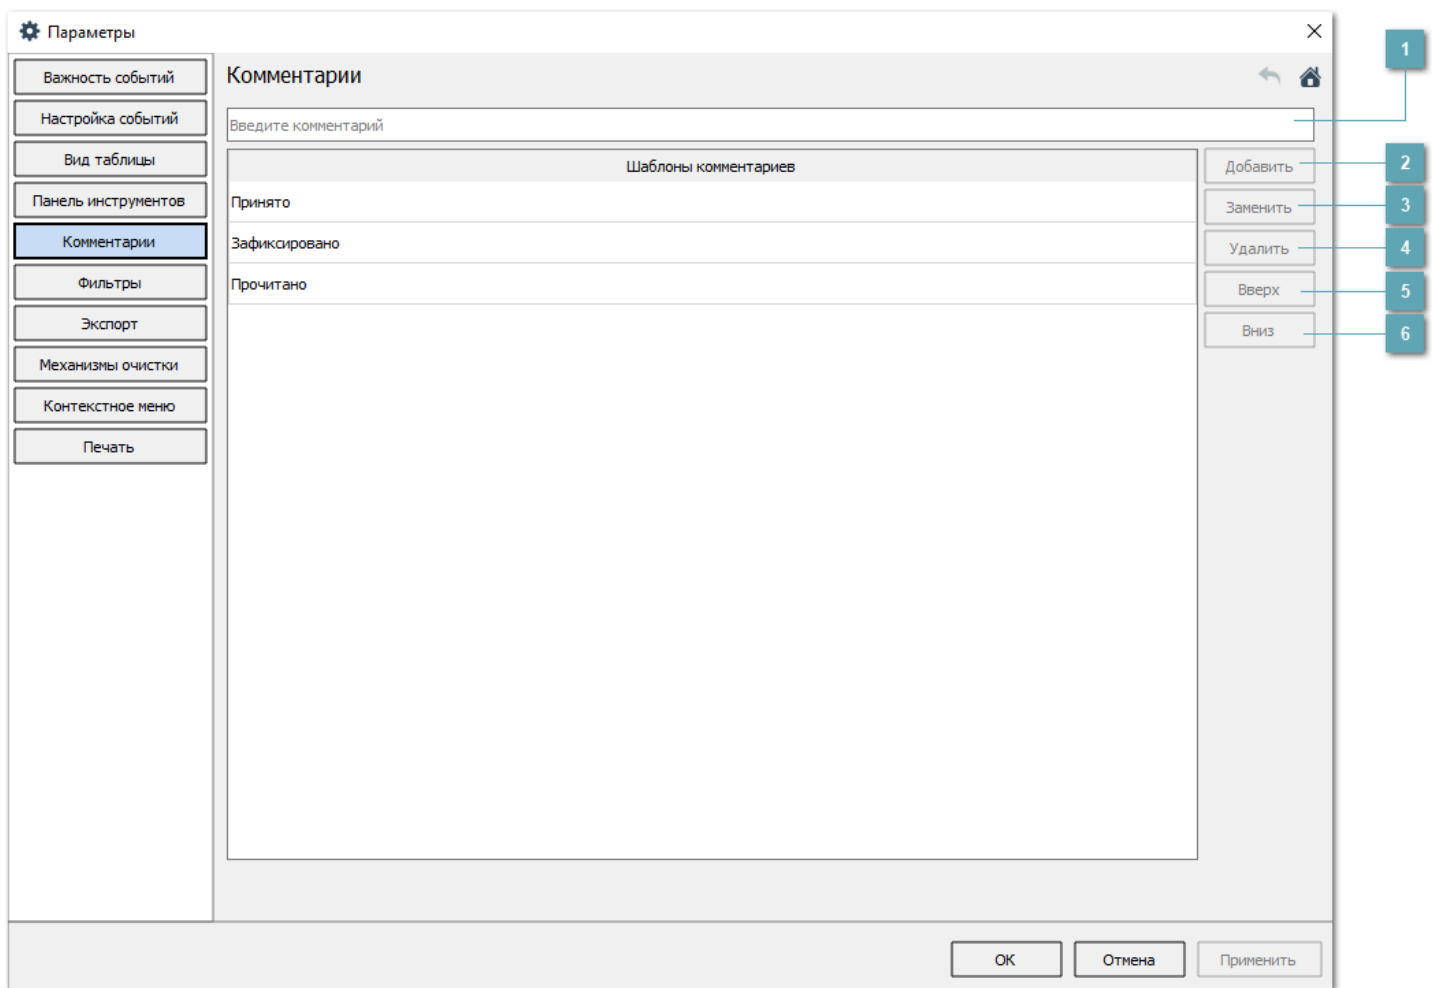 Параметры
Важность событий
Настройка событий
Вид таблицы
Панель инструментов
Комментарии
Фильтры
Экспорт
Механизмы очистки
Контекстное меню
Печать
Комментарии
Введите комментарий
Шаблоны комментариев
Принято
Зафиксировано
Прочитано
Добавить
Заменить
Удалить
Вверх
Вниз
1
2
3
4
5
6
ОК
Отмена
Применить